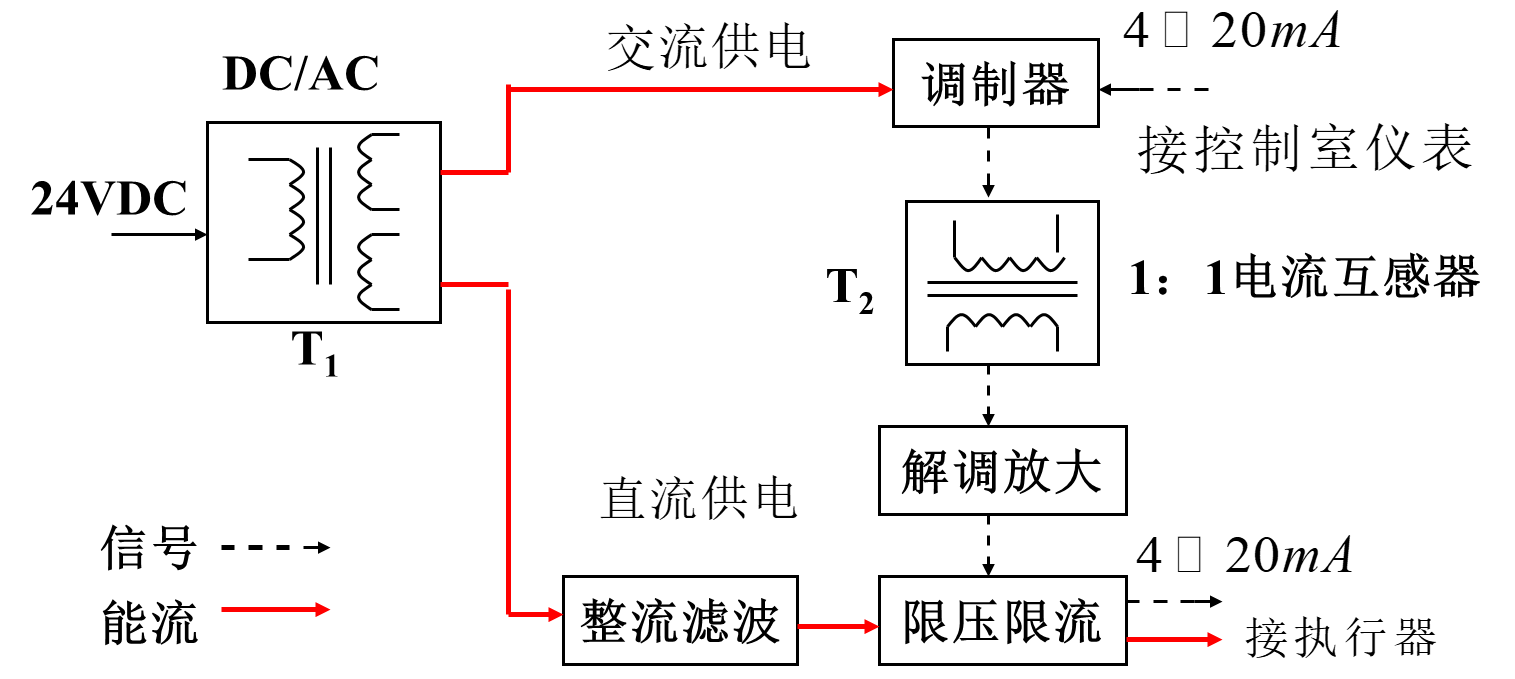 交流供电
4 □ 20mA
DC/AC
调制器
接控制室仪表
24VDC
T2
1：1电流互感器
T1
解调放大
直流供电
信号
4 □ 20mA
能流
整流滤波
限压限流
接执行器